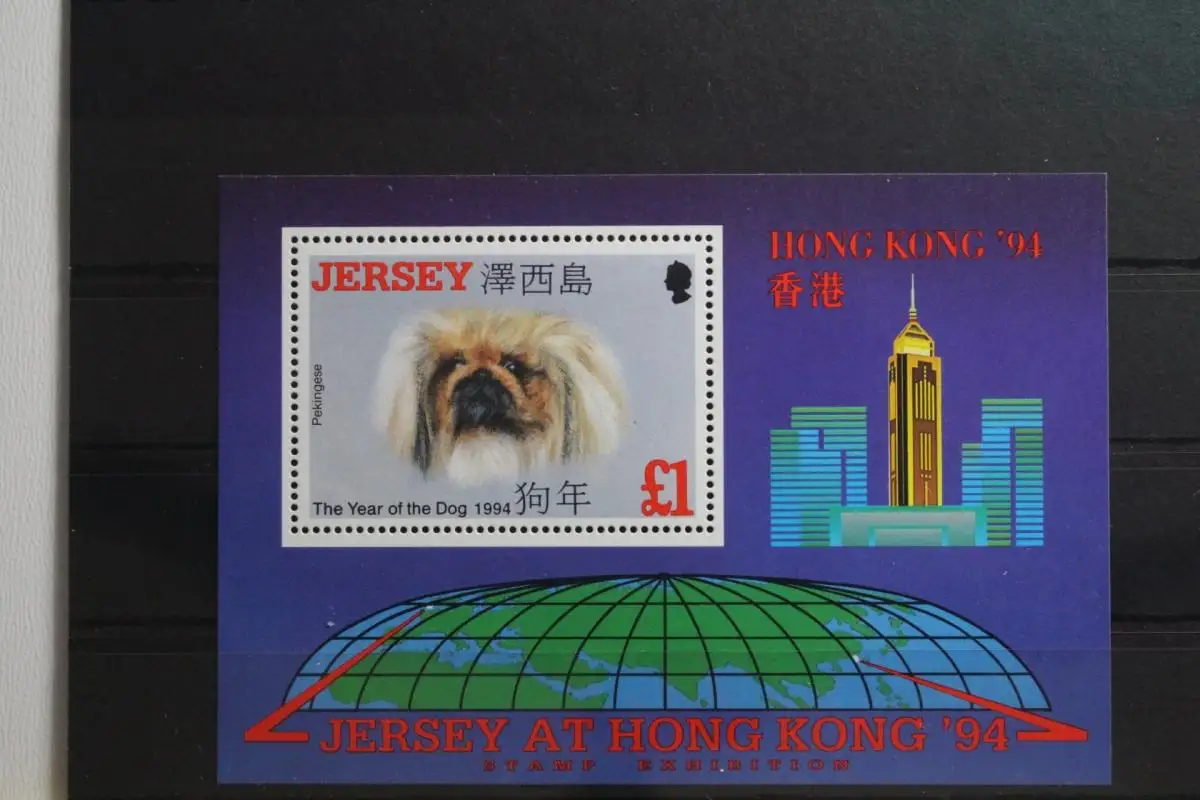 JERSEY 澤西島
Pekingese
The Year of the Dog 1994 狗年
£1
HONG KONG '94
香港
JERSEY AT HONG KONG '94
STAMP EXHIBITION